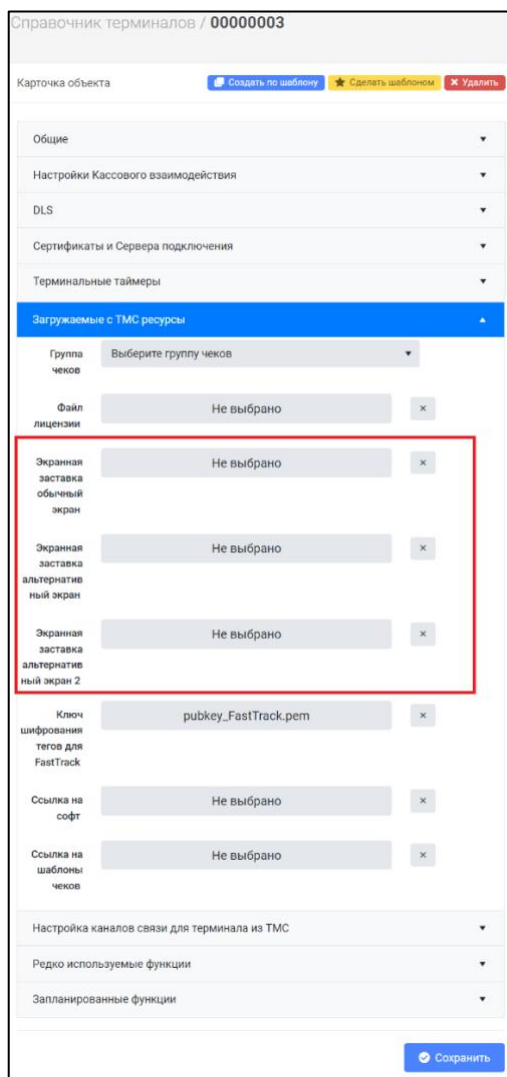 Справочник терминалов / 00000003
Карточка объекта
Создать по шаблону
Сделать шаблоном
Удалить
Общие
Настройки Кассового взаимодействия
DLS
Сертификаты и Сервера подключения
Терминальные таймеры
Загружаемые с ТМС ресурсы
Группа
чеков
Выберите группу чеков
Файл
лицензии
Не выбрано
×
Экранная
заставка
обычный
экран
Не выбрано
×
Экранная
заставка
альтернатив
ный экран
Не выбрано
×
Экранная
заставка
альтернатив
ный экран 2
Не выбрано
×
Ключ
шифрования
тегов для
FastTrack
pubkey_FastTrack.pem
×
Ссылка на
софт
Не выбрано
×
Ссылка на
шаблоны
чеков
Не выбрано
×
Настройка каналов связи для терминала из ТМС
Редко используемые функции
Запланированные функции
Сохранить